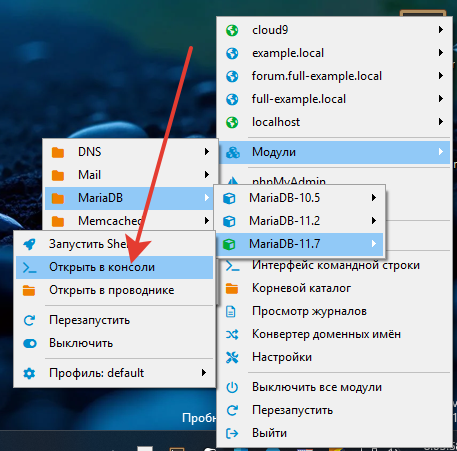 cloud9
example.local
forum.full-example.local
full-example.local
localhost
Модули
phpMyAdmin
DNS
Mail
MariaDB
Memcached
MariaDB-10.5
MariaDB-11.2
MariaDB-11.7
Запустить She
Открыть в консоли
Открыть в проводнике
Перезапустить
Выключить
Профиль: default
Интерфейс командной строки
Корневой каталог
Просмотр журналов
Конвертер доменных имён
Настройки
Выключить все модули
Перезапустить
Выйти
Пробн